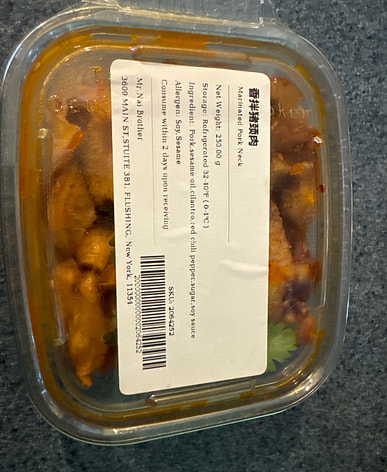 香拌猪颈肉
Marinated Pork Neck
Net Weight: 250.00 g
Storage: Refrigerated 32-40°F ( 0-4°C)
Ingredient: Pork,sesame oil,cilantro,red chili pepper,sugar,soy sauce
Allergen: Soy,Sesame
Consume within 2 days upon receiving
SKU: 2064252
Mr.Nai Brother
3600 MAIN ST,STUITE 3B1, FLUSHING, New York, 11354